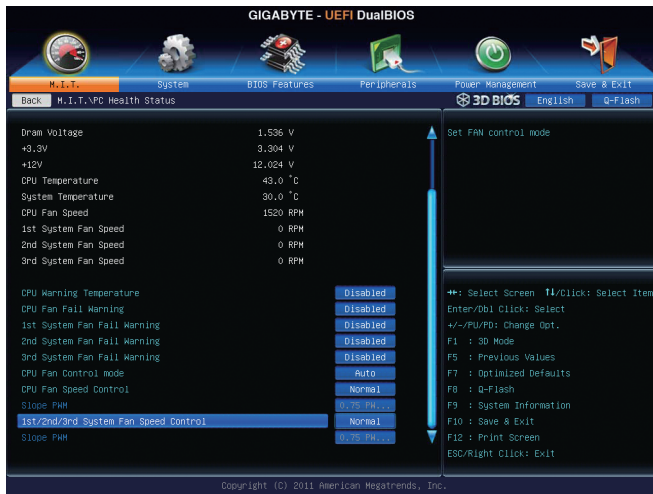 GIGABYTE - UEFI DualBIOS
M.I.T. System BIOS Features Peripherals Power Management Save & Exit
Back M.I.T.\PC Health Status 3D BIOS English Q-Flash
Dram Voltage 1.536 V
+3.3V 3.304 V
+12V 12.024 V
CPU Temperature 43.0 °C
System Temperature 30.0 °C
CPU Fan Speed 1520 RPM
1st System Fan Speed 0 RPM
2nd System Fan Speed 0 RPM
3rd System Fan Speed 0 RPM
CPU Warning Temperature Disabled
CPU Fan Fail Warning Disabled
1st System Fan Fail Warning Disabled
2nd System Fan Fail Warning Disabled
3rd System Fan Fail Warning Disabled
CPU Fan Control mode Auto
CPU Fan Speed Control Normal
Slope PWM 0.75 PW...
1st/2nd/3rd System Fan Speed Control Normal
Slope PWM 0.75 PW...
Set FAN control mode
→←: Select Screen ↑↓/Click: Select Item
Enter/Dbl Click: Select
+/-/PU/PD: Change Opt.
F1 : 3D Mode
F5 : Previous Values
F7 : Optimized Defaults
F8 : Q-Flash
F9 : System Information
F10 : Save & Exit
F12 : Print Screen
ESC/Right Click: Exit
Copyright (C) 2011 American Megatrends, Inc.